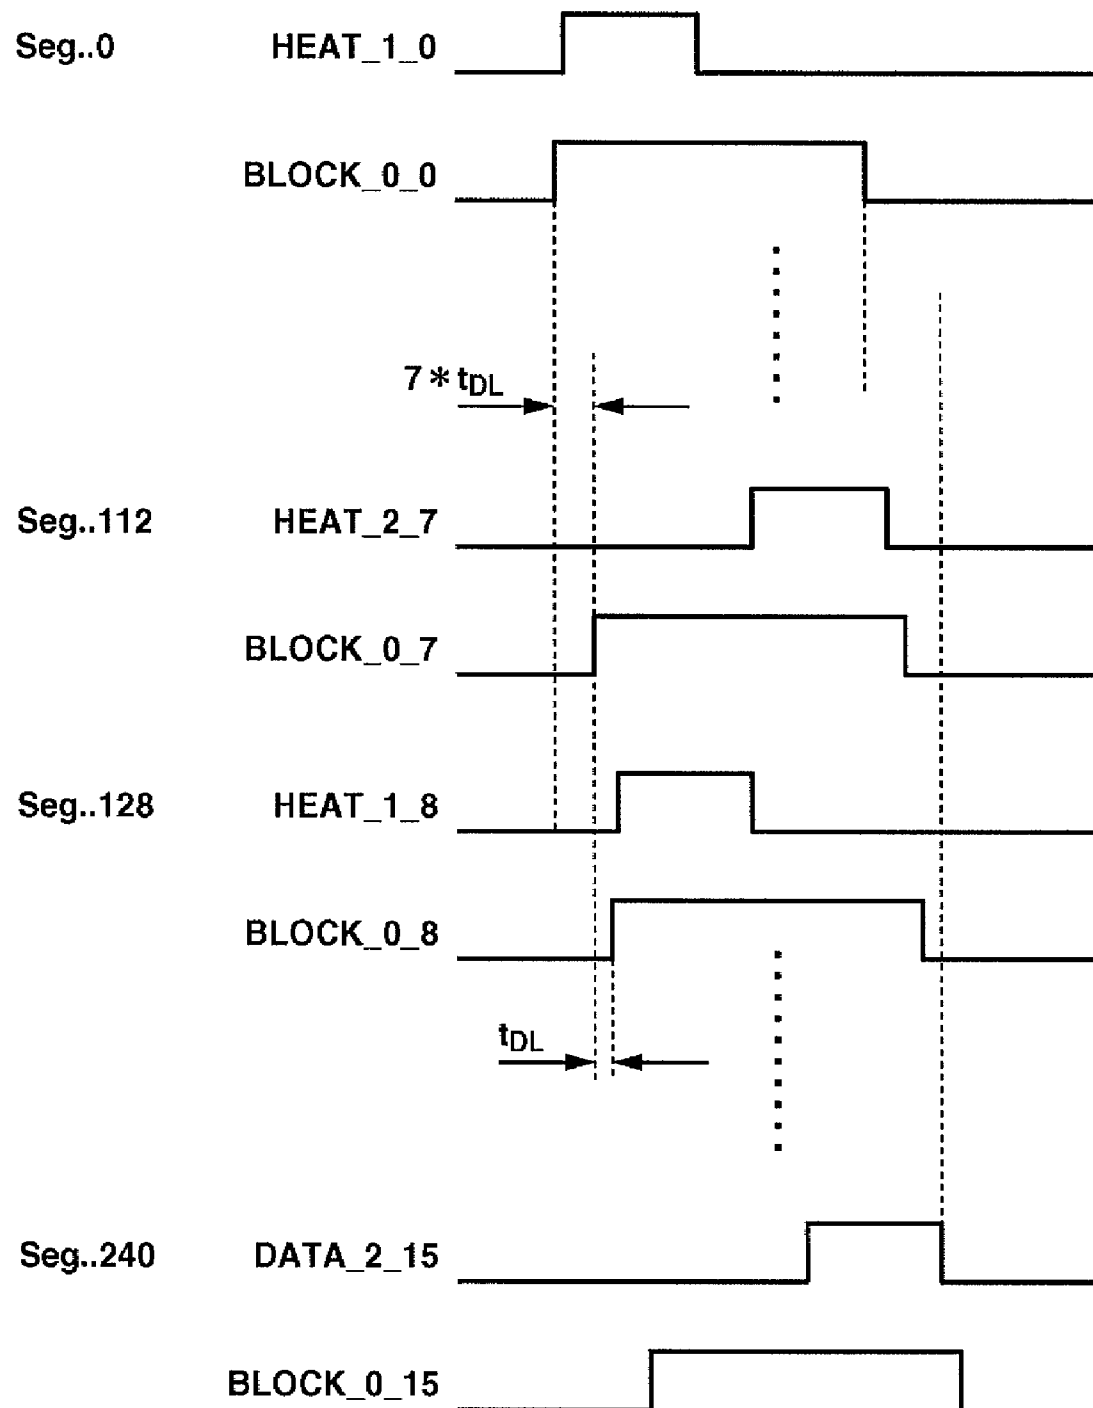 Seg..0 HEAT_1_0
BLOCK_0_0
7*tDL
Seg..112 HEAT_2_7
BLOCK_0_7
Seg..128 HEAT_1_8
BLOCK_0_8
tDL
Seg..240 DATA_2_15
BLOCK_0_15